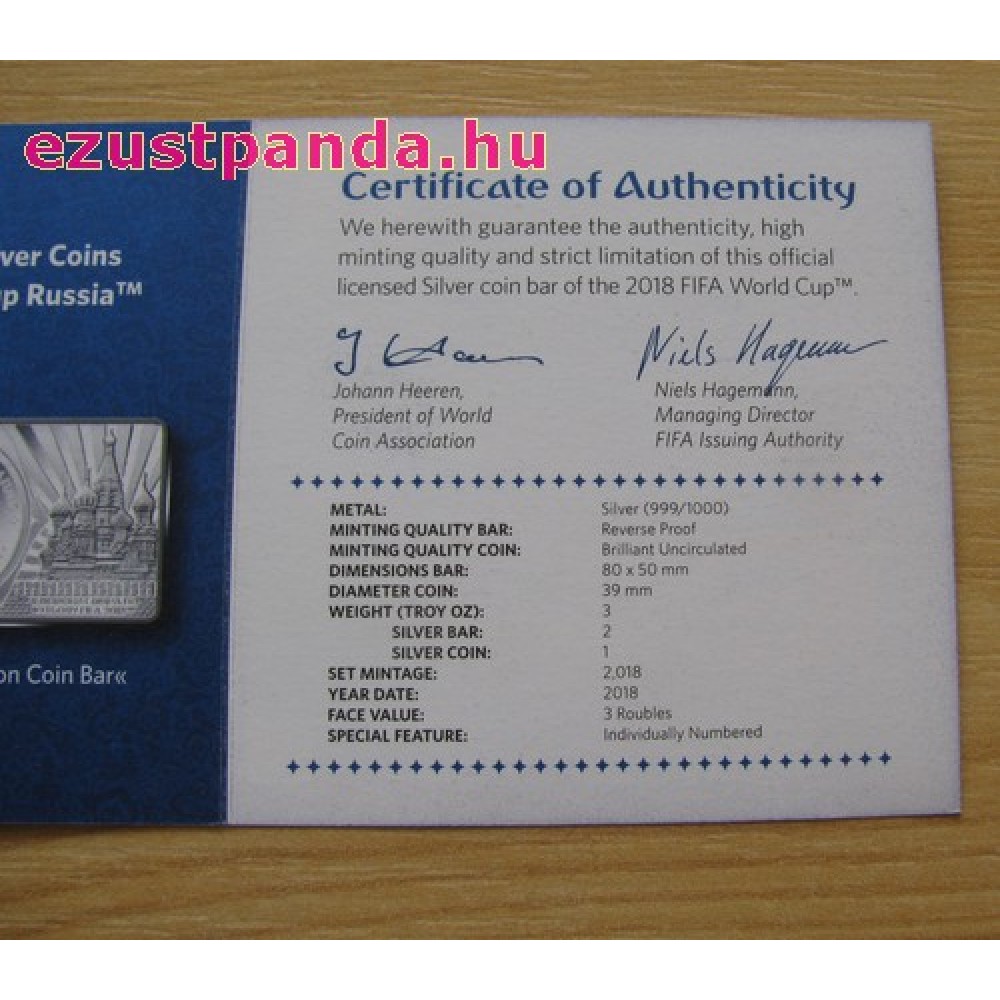 ezustpanda.hu
ver Coins
p Russia™
on Coin Bar«
Certificate of Authenticity
We herewith guarantee the authenticity, high
minting quality and strict limitation of this official
licensed Silver coin bar of the 2018 FIFA World Cup™.
Niels Hagemann
Johann Heeren,
President of World
Coin Association
Niels Hagemann,
Managing Director
FIFA Issuing Authority
METAL: Silver (999/1000)
MINTING QUALITY BAR: Reverse Proof
MINTING QUALITY COIN: Brilliant Uncirculated
DIMENSIONS BAR: 80 x 50 mm
DIAMETER COIN: 39 mm
WEIGHT (TROY OZ): 3
SILVER BAR: 2
SILVER COIN: 1
SET MINTAGE: 2,018
YEAR DATE: 2018
FACE VALUE: 3 Roubles
SPECIAL FEATURE: Individually Numbered